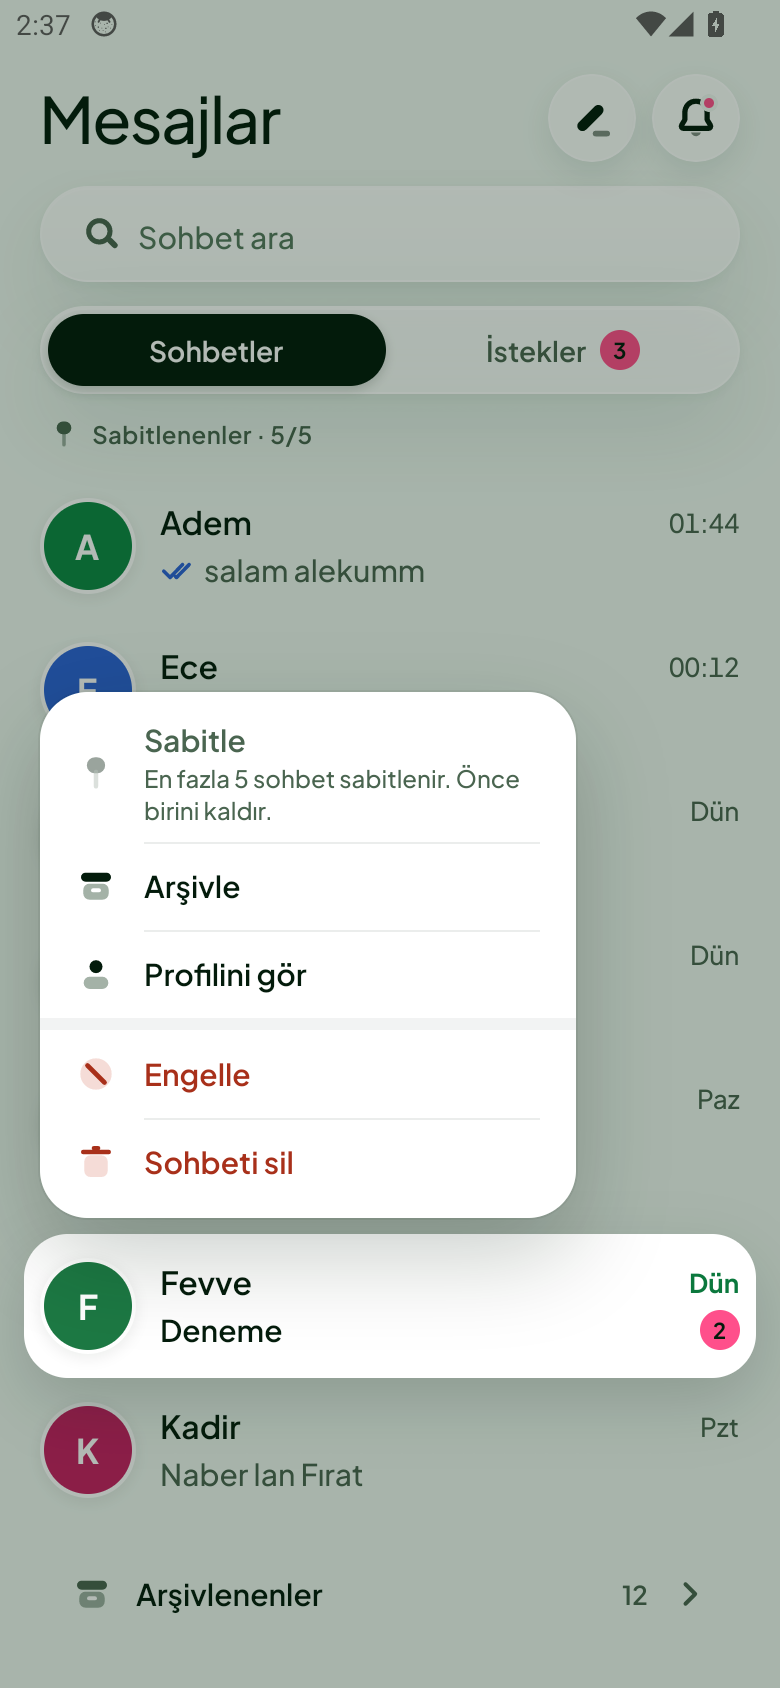 2:37
Mesajlar
Sohbet ara
Sohbetler
İstekler 3
Sabitlenenler · 5/5
A
Adem
01:44
salam alekumm
Ece
00:12
Sabitle
En fazla 5 sohbet sabitlenir. Önce
birini kaldır.
Dün
Arşivle
Dün
Profilini gör
Engelle
Paz
Sohbeti sil
F
Fevve
Dün
Deneme
2
K
Kadir
Pzt
Naber lan Fırat
Arşivlenenler
12